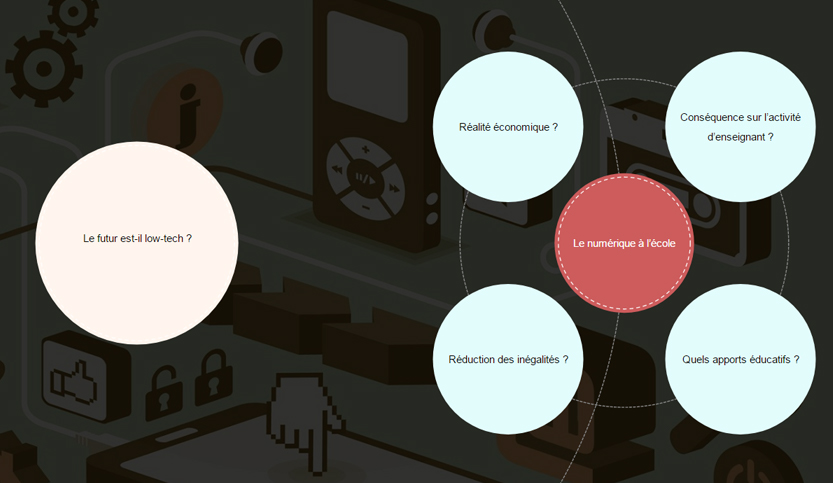 Le futur est-il low-tech ?
Réalité économique ?
Conséquence sur l'activité
d'enseignant ?
Le numérique à l'école
Réduction des inégalités ?
Quels apports éducatifs ?